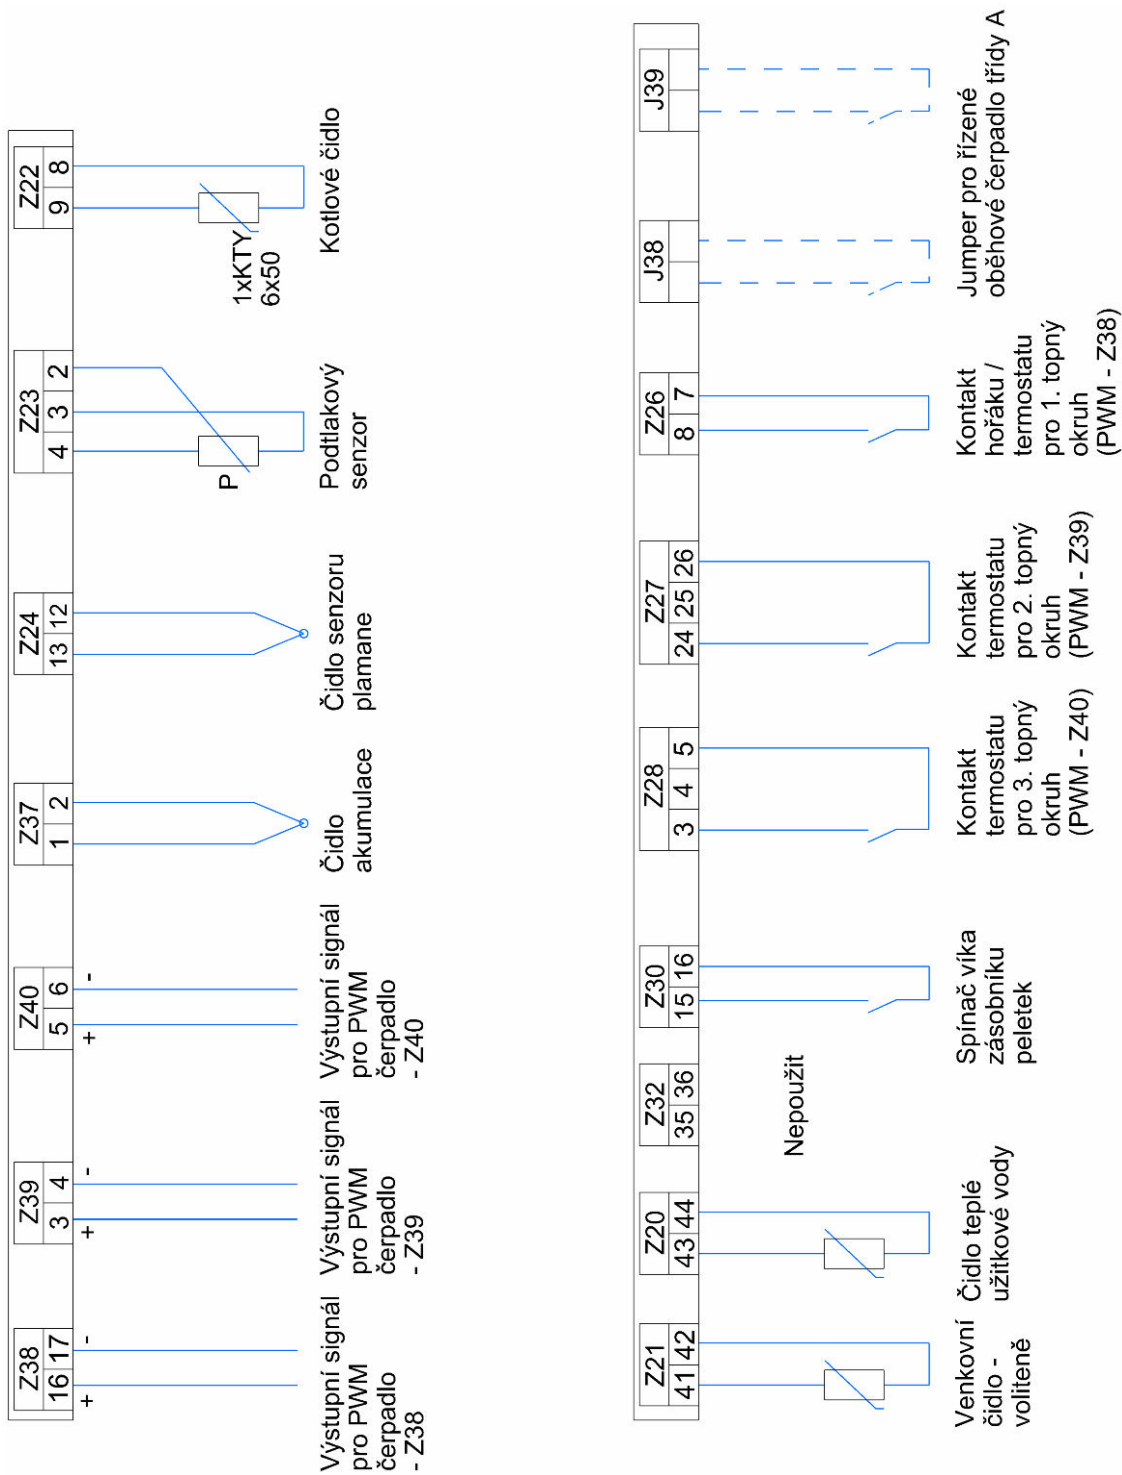 Z38
16 17
+ -
Výstupní signál
pro PWM
čerpadlo
- Z38
Z39
3 4
+ -
Výstupní signál
pro PWM
čerpadlo
- Z39
Z40
5 6
+ -
Výstupní signál
pro PWM
čerpadlo
- Z40
Z37
1 2
Čidlo
akumulace
Z24
13 12
Čidlo senzoru
plamane
Z23
4 3 2
P
Podtlakový
senzor
Z22
9 8
1xKTY
6x50
Kotlové čidlo
Z21
41 42
Venkovní
čidlo -
voliteně
Z20
43 44
Čidlo teplé
užitkové vody
Z32
35 36
Nepoužit
Z30
15 16
Spínač víka
zásobníku
peletek
Z28
3 4 5
Kontakt
termostatu
pro 3. topný
okruh
(PWM - Z40)
Z27
24 25 26
Kontakt
termostatu
pro 2. topný
okruh
(PWM - Z39)
Z26
8 7
Kontakt
hořáku /
termostatu
pro 1. topný
okruh
(PWM - Z38)
J38
J39
Jumper pro řízené
oběhové čerpadlo třídy A